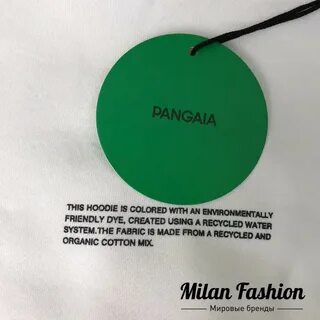 PANGAIA
THIS HOODIE IS COLORED WITH AN ENVIRONMENTALLY
FRIENDLY DYE, CREATED USING A RECYCLED WATER
SYSTEM.THE FABRIC IS MADE FROM A RECYCLED AND
ORGANIC COTTON MIX.
Milan Fashion
Мировые бренды